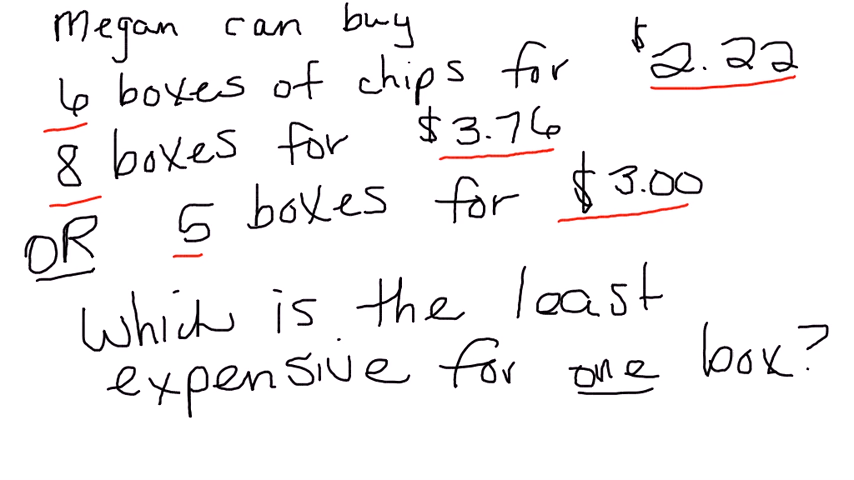 Megan can buy
6 boxes of chips for $2.22
8 boxes for $3.76
OR 5 boxes for $3.00
Which is the least
expensive for one box?